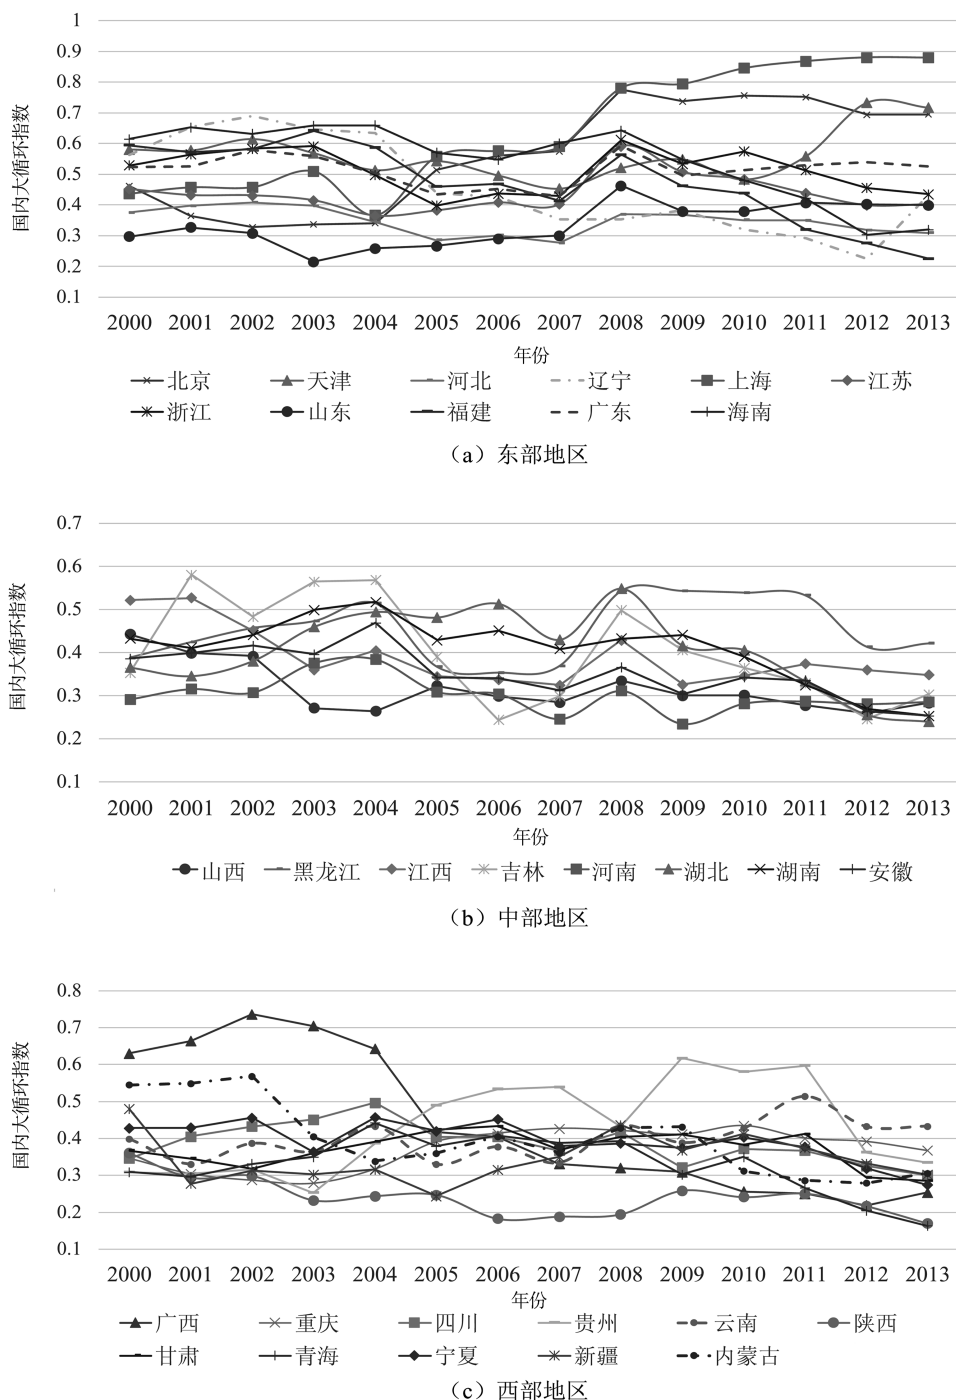 1
0.9
0.8
0.7
0.6
0.5
0.4
0.3
0.2
0.1
国内大循环指数
2000 2001 2002 2003 2004 2005 2006 2007 2008 2009 2010 2011 2012 2013
年份
北京 天津 河北 辽宁 上海 江苏
浙江 山东 福建 广东 海南
（a）东部地区
0.7
0.6
0.5
0.4
0.3
0.2
0.1
国内大循环指数
2000 2001 2002 2003 2004 2005 2006 2007 2008 2009 2010 2011 2012 2013
年份
山西 黑龙江 江西 吉林 河南 湖北 湖南 安徽
（b）中部地区
0.8
0.7
0.6
0.5
0.4
0.3
0.2
0.1
国内大循环指数
2000 2001 2002 2003 2004 2005 2006 2007 2008 2009 2010 2011 2012 2013
年份
广西 重庆 四川 贵州 云南 陕西
甘肃 青海 宁夏 新疆 内蒙古
（c）西部地区